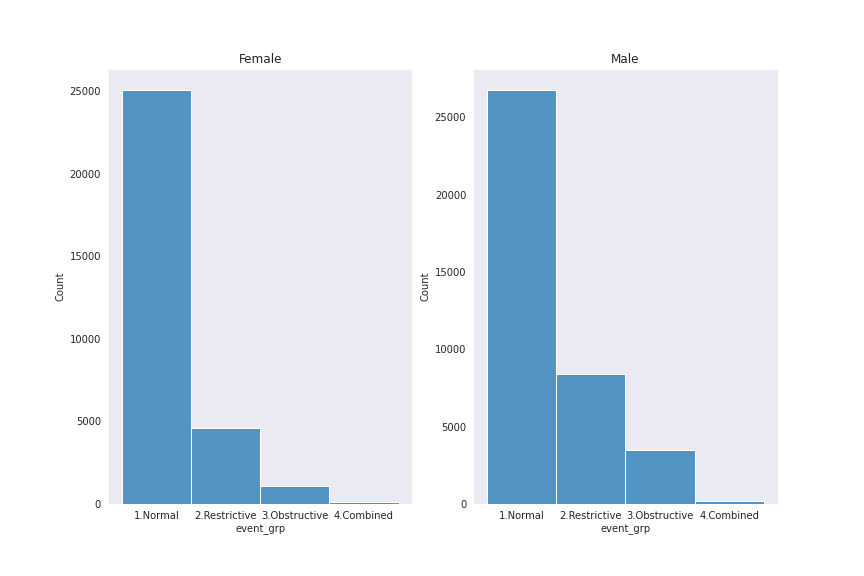 Female
25000
20000
15000
10000
5000
0
Count
1.Normal 2.Restrictive 3.Obstructive 4.Combined
event_grp
Male
25000
20000
15000
10000
5000
0
Count
1.Normal 2.Restrictive 3.Obstructive 4.Combined
event_grp